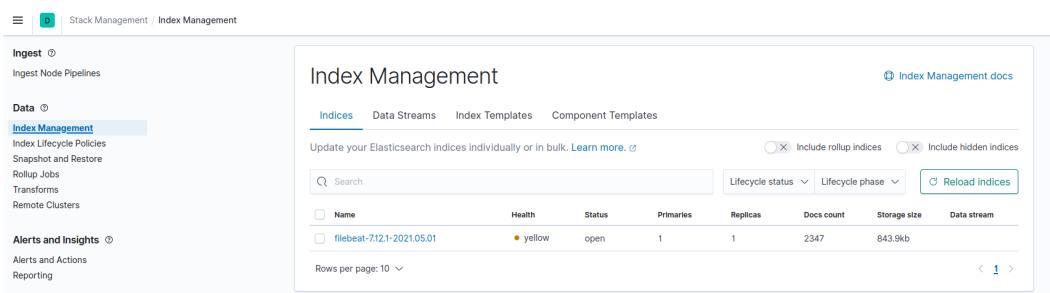 D Stack Management / Index Management
Ingest
Ingest Node Pipelines
Data
Index Management
Index Lifecycle Policies
Snapshot and Restore
Rollup Jobs
Transforms
Remote Clusters
Alerts and Insights
Alerts and Actions
Reporting
Index Management
Index Management docs
Indices Data Streams Index Templates Component Templates
Update your Elasticsearch indices individually or in bulk. Learn more.
Include rollup indices Include hidden indices
Search
Lifecycle status Lifecycle phase Reload indices
Name Health Status Primaries Replicas Docs count Storage size Data stream
filebeat-7.12.1-2021.05.01 yellow open 1 1 2347 843.9kb
Rows per page: 10 < 1 >